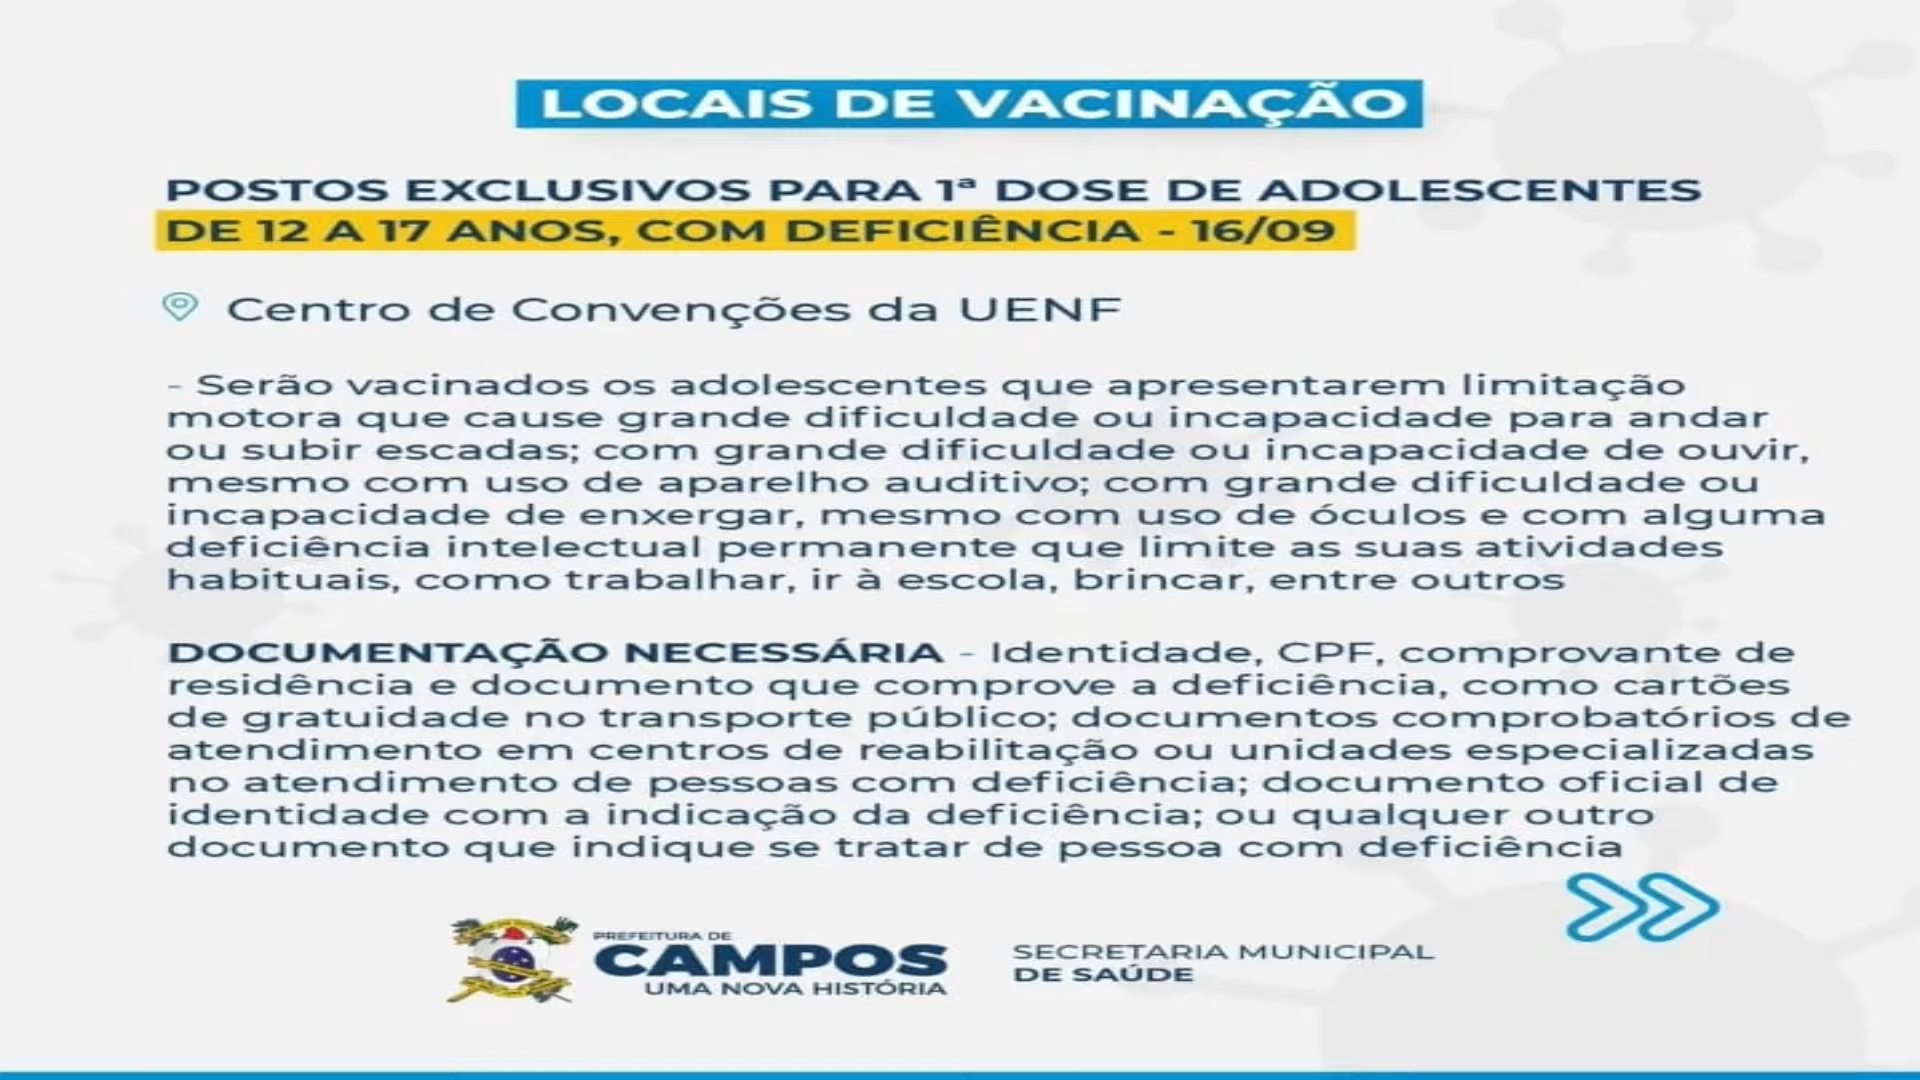 LOCAIS DE VACINAÇÃO
POSTOS EXCLUSIVOS PARA 1ª DOSE DE ADOLESCENTES
DE 12 A 17 ANOS, COM DEFICIÊNCIA - 16/09
Centro de Convenções da UENF
- Serão vacinados os adolescentes que apresentarem limitação
motora que cause grande dificuldade ou incapacidade para andar
ou subir escadas; com grande dificuldade ou incapacidade de ouvir,
mesmo com uso de aparelho auditivo; com grande dificuldade ou
incapacidade de enxergar, mesmo com uso de óculos e com alguma
deficiência intelectual permanente que limite as suas atividades
habituais, como trabalhar, ir à escola, brincar, entre outros
DOCUMENTAÇÃO NECESSÁRIA - Identidade, CPF, comprovante de
residência e documento que comprove a deficiência, como cartões
de gratuidade no transporte público; documentos comprobatórios de
atendimento em centros de reabilitação ou unidades especializadas
no atendimento de pessoas com deficiência; documento oficial de
identidade com a indicação da deficiência; ou qualquer outro
documento que indique se tratar de pessoa com deficiência
PREFEITURA DE
CAMPOS
UMA NOVA HISTÓRIA
SECRETARIA MUNICIPAL
DE SAÚDE